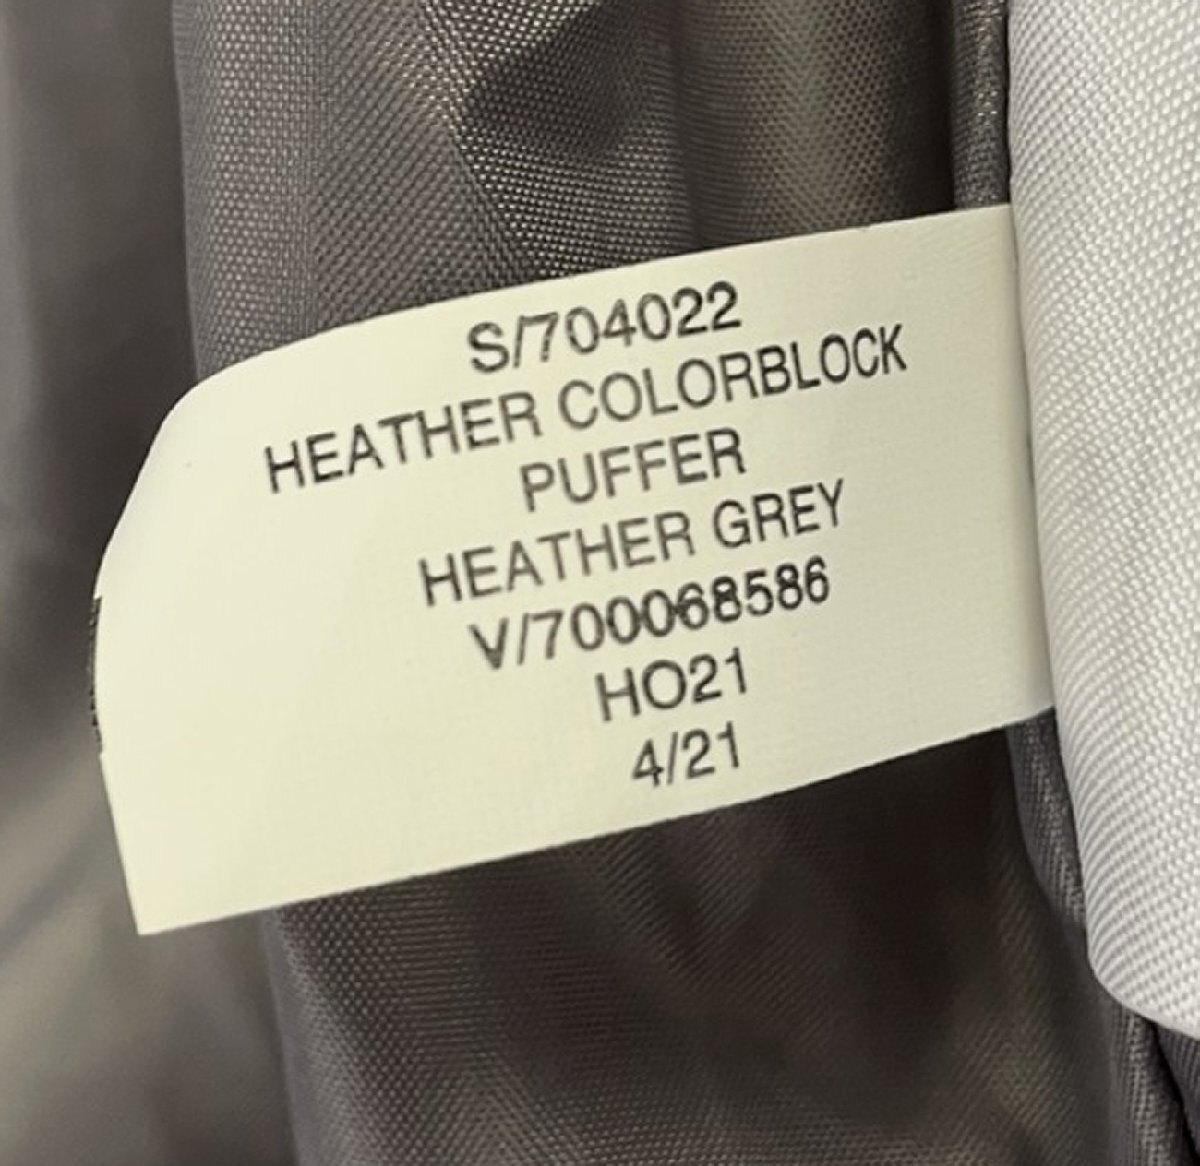 S/704022
HEATHER COLORBLOCK
PUFFER
HEATHER GREY
V/700068586
HO21
4/21